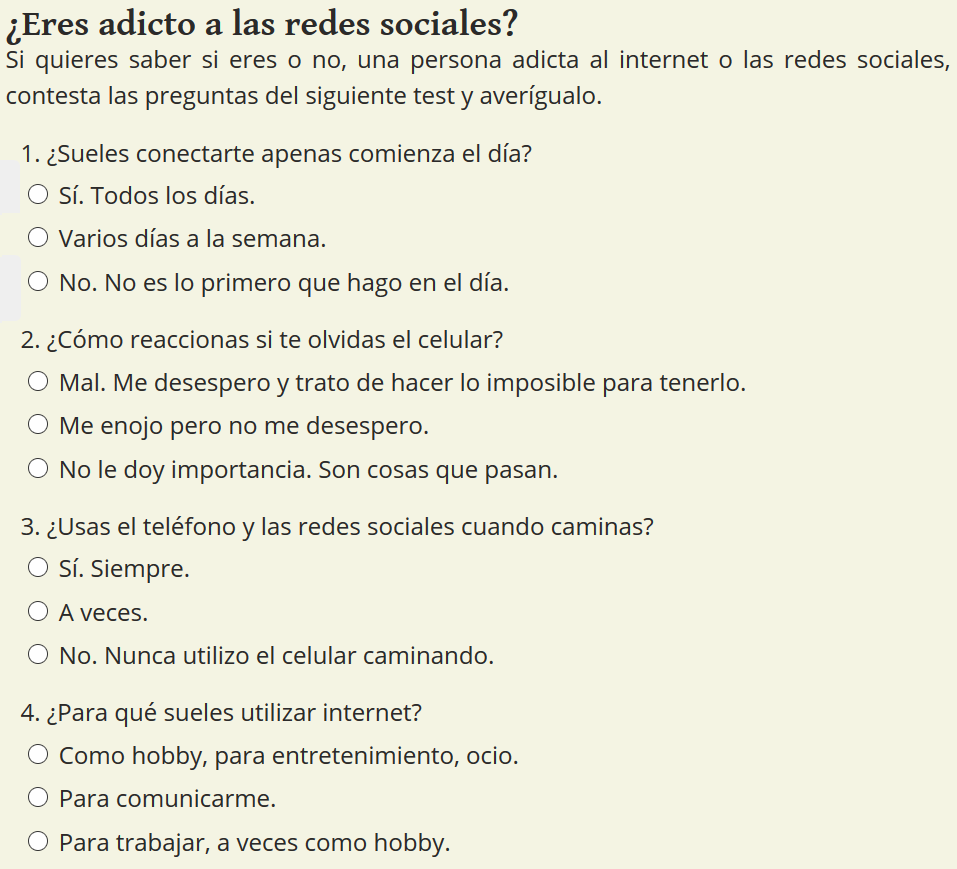 ¿Eres adicto a las redes sociales?
Si quieres saber si eres o no, una persona adicta al internet o las redes sociales,
contesta las preguntas del siguiente test y averígualo.
1. ¿Sueles conectarte apenas comienza el día?
Sí. Todos los días.
Varios días a la semana.
No. No es lo primero que hago en el día.
2. ¿Cómo reaccionas si te olvidas el celular?
Mal. Me desespero y trato de hacer lo imposible para tenerlo.
Me enojo pero no me desespero.
No le doy importancia. Son cosas que pasan.
3. ¿Usas el teléfono y las redes sociales cuando caminas?
Sí. Siempre.
A veces.
No. Nunca utilizo el celular caminando.
4. ¿Para qué sueles utilizar internet?
Como hobby, para entretenimiento, ocio.
Para comunicarme.
Para trabajar, a veces como hobby.